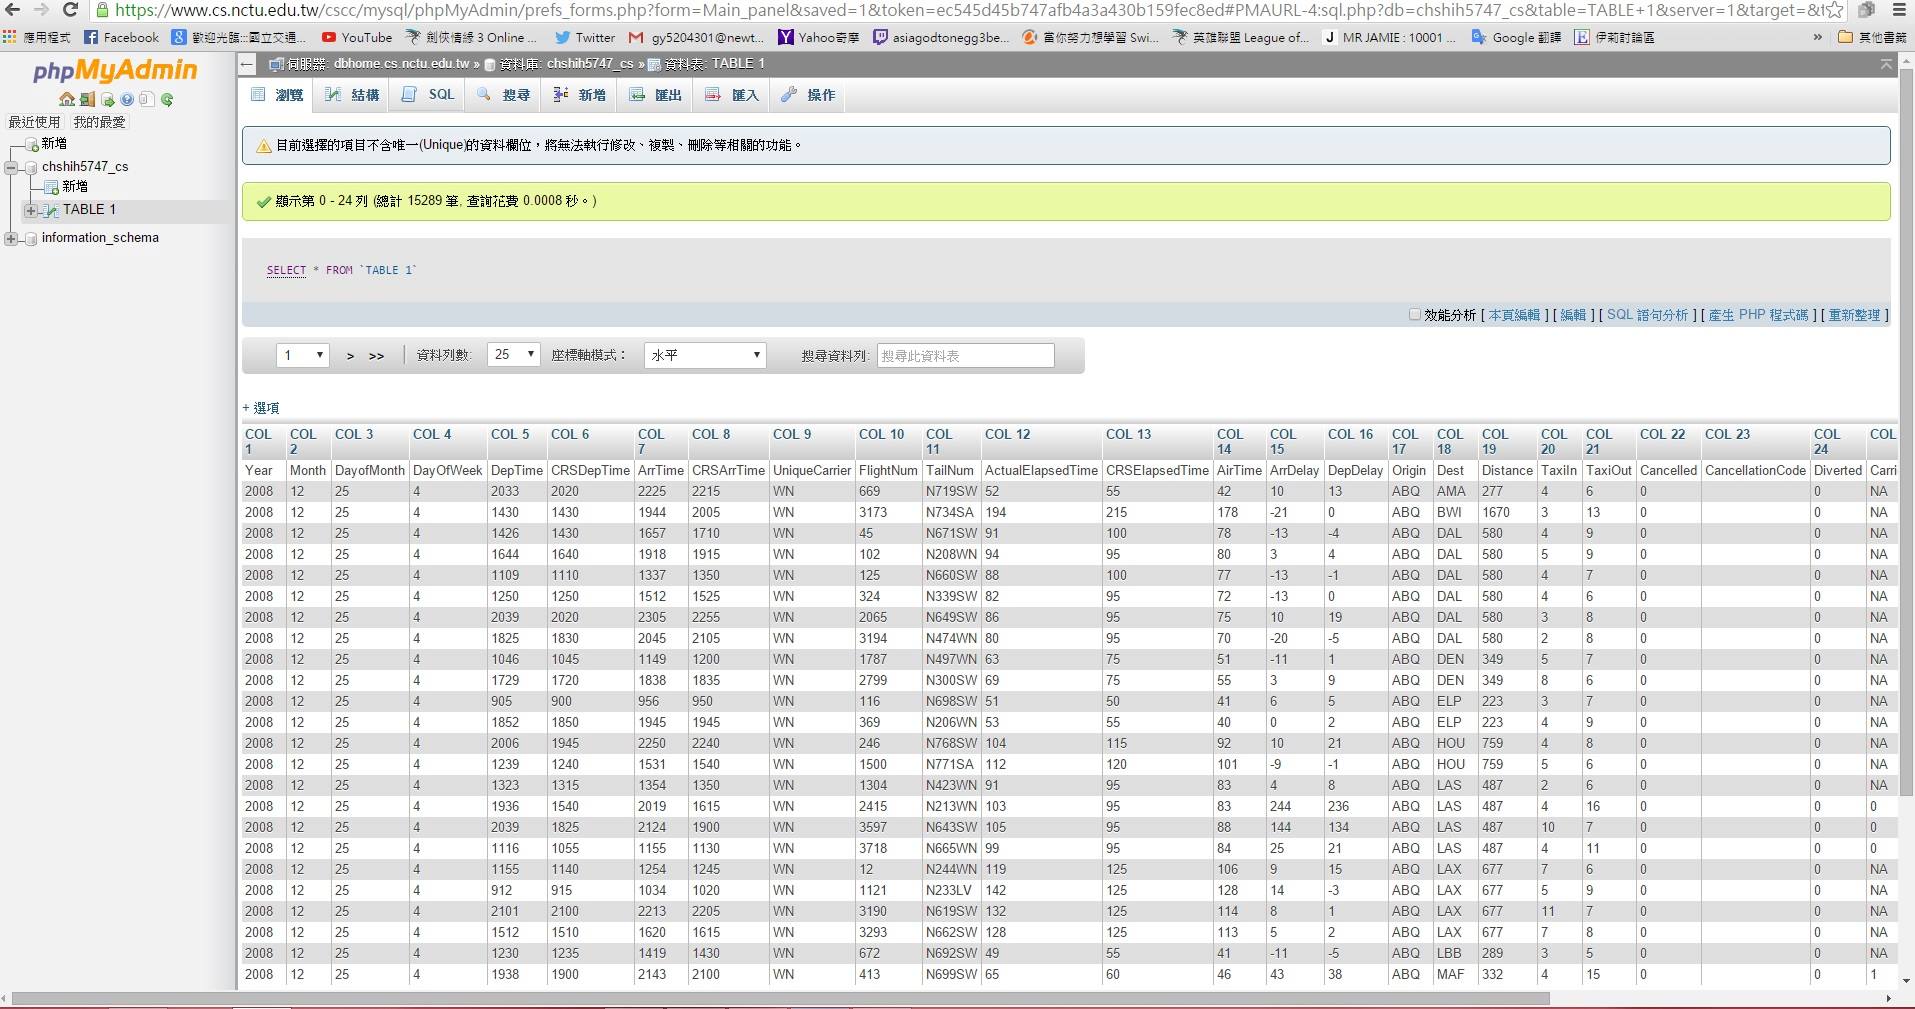 https://www.cs.nctu.edu.tw/cscc/mysql/phpMyAdmin/prefs_forms.php?form=Main_panel&saved=1&token=ec545d45b747afb4a3a430b159fec8ed#PMAURL-4:sql.php?db=chshih5747_cs&table=TABLE+1&server=1&target=&t
應用程式 Facebook 歡迎光臨:::國立交通... YouTube 劍俠情緣 3 Online ... Twitter gy5204301@newt... Yahoo奇摩 asiagodtonegg3be... 當你努力想學習 Swi... 英雄聯盟 League of... MR JAMIE : 10001 ... Google 翻譯 伊莉討論區 » 其他書籤
phpMyAdmin
最近使用 我的最愛
新增
chshih5747_cs
新增
TABLE 1
information_schema
伺服器: dbhome.cs.nctu.edu.tw » 資料庫: chshih5747_cs » 資料表: TABLE 1
瀏覽 結構 SQL 搜尋 新增 匯出 匯入 操作
目前選擇的項目不含唯一(Unique)的資料欄位，將無法執行修改、複製、刪除等相關的功能。
顯示第 0 - 24 列 (總計 15289 筆, 查詢花費 0.0008 秒。)
SELECT * FROM `TABLE 1`
效能分析 [ 本頁編輯 ] [ 編輯 ] [ SQL 語句分析 ] [ 產生 PHP 程式碼 ] [ 重新整理 ]
1 > >> 資料列數: 25 座標軸模式： 水平 搜尋資料列: 搜尋此資料表
+ 選項
COL 1 COL 2 COL 3 COL 4 COL 5 COL 6 COL 7 COL 8 COL 9 COL 10 COL 11 COL 12 COL 13 COL 14 COL 15 COL 16 COL 17 COL 18 COL 19 COL 20 COL 21 COL 22 COL 23 COL 24 COL
Year Month DayofMonth DayOfWeek DepTime CRSDepTime ArrTime CRSArrTime UniqueCarrier FlightNum TailNum ActualElapsedTime CRSElapsedTime AirTime ArrDelay DepDelay Origin Dest Distance TaxiIn TaxiOut Cancelled CancellationCode Diverted Carri
2008 12 25 4 2033 2020 2225 2215 WN 669 N719SW 52 55 42 10 13 ABQ AMA 277 4 6 0 0 NA
2008 12 25 4 1430 1430 1944 2005 WN 3173 N734SA 194 215 178 -21 0 ABQ BWI 1670 3 13 0 0 NA
2008 12 25 4 1426 1430 1657 1710 WN 45 N671SW 91 100 78 -13 -4 ABQ DAL 580 4 9 0 0 NA
2008 12 25 4 1644 1640 1918 1915 WN 102 N208WN 94 95 80 3 4 ABQ DAL 580 5 9 0 0 NA
2008 12 25 4 1109 1110 1337 1350 WN 125 N660SW 88 100 77 -13 -1 ABQ DAL 580 4 7 0 0 NA
2008 12 25 4 1250 1250 1512 1525 WN 324 N339SW 82 95 72 -13 0 ABQ DAL 580 4 6 0 0 NA
2008 12 25 4 2039 2020 2305 2255 WN 2065 N649SW 86 95 75 10 19 ABQ DAL 580 3 8 0 0 NA
2008 12 25 4 1825 1830 2045 2105 WN 3194 N474WN 80 95 70 -20 -5 ABQ DAL 580 2 8 0 0 NA
2008 12 25 4 1046 1045 1149 1200 WN 1787 N497WN 63 75 51 -11 1 ABQ DEN 349 5 7 0 0 NA
2008 12 25 4 1729 1720 1838 1835 WN 2799 N300SW 69 75 55 3 9 ABQ DEN 349 8 6 0 0 NA
2008 12 25 4 905 900 956 950 WN 116 N698SW 51 50 41 6 5 ABQ ELP 223 3 7 0 0 NA
2008 12 25 4 1852 1850 1945 1945 WN 369 N206WN 53 55 40 0 2 ABQ ELP 223 4 9 0 0 NA
2008 12 25 4 2006 1945 2250 2240 WN 246 N768SW 104 115 92 10 21 ABQ HOU 759 4 8 0 0 NA
2008 12 25 4 1239 1240 1531 1540 WN 1500 N771SA 112 120 101 -9 -1 ABQ HOU 759 5 6 0 0 NA
2008 12 25 4 1323 1315 1354 1350 WN 1304 N423WN 91 95 83 4 8 ABQ LAS 487 2 6 0 0 NA
2008 12 25 4 1936 1540 2019 1615 WN 2415 N213WN 103 95 83 244 236 ABQ LAS 487 4 16 0 0 0
2008 12 25 4 2039 1825 2124 1900 WN 3597 N643SW 105 95 88 144 134 ABQ LAS 487 10 7 0 0 0
2008 12 25 4 1116 1055 1155 1130 WN 3718 N665WN 99 95 84 25 21 ABQ LAS 487 4 11 0 0 0
2008 12 25 4 1155 1140 1254 1245 WN 12 N244WN 119 125 106 9 15 ABQ LAX 677 7 6 0 0 NA
2008 12 25 4 912 915 1034 1020 WN 1121 N233LV 142 125 128 14 -3 ABQ LAX 677 5 9 0 0 NA
2008 12 25 4 2101 2100 2213 2205 WN 3190 N619SW 132 125 114 8 1 ABQ LAX 677 11 7 0 0 NA
2008 12 25 4 1512 1510 1620 1615 WN 3293 N662SW 128 125 113 5 2 ABQ LAX 677 7 8 0 0 NA
2008 12 25 4 1230 1235 1419 1430 WN 672 N692SW 49 55 41 -11 -5 ABQ LBB 289 3 5 0 0 NA
2008 12 25 4 1938 1900 2143 2100 WN 413 N699SW 65 60 46 43 38 ABQ MAF 332 4 15 0 0 1